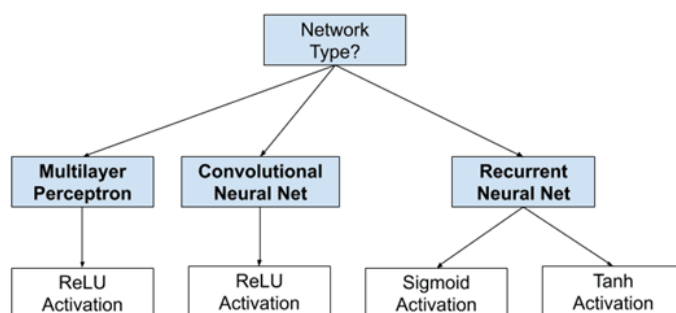 Network
Type?
Multilayer
Perceptron
Convolutional
Neural Net
Recurrent
Neural Net
ReLU
Activation
ReLU
Activation
Sigmoid
Activation
Tanh
Activation